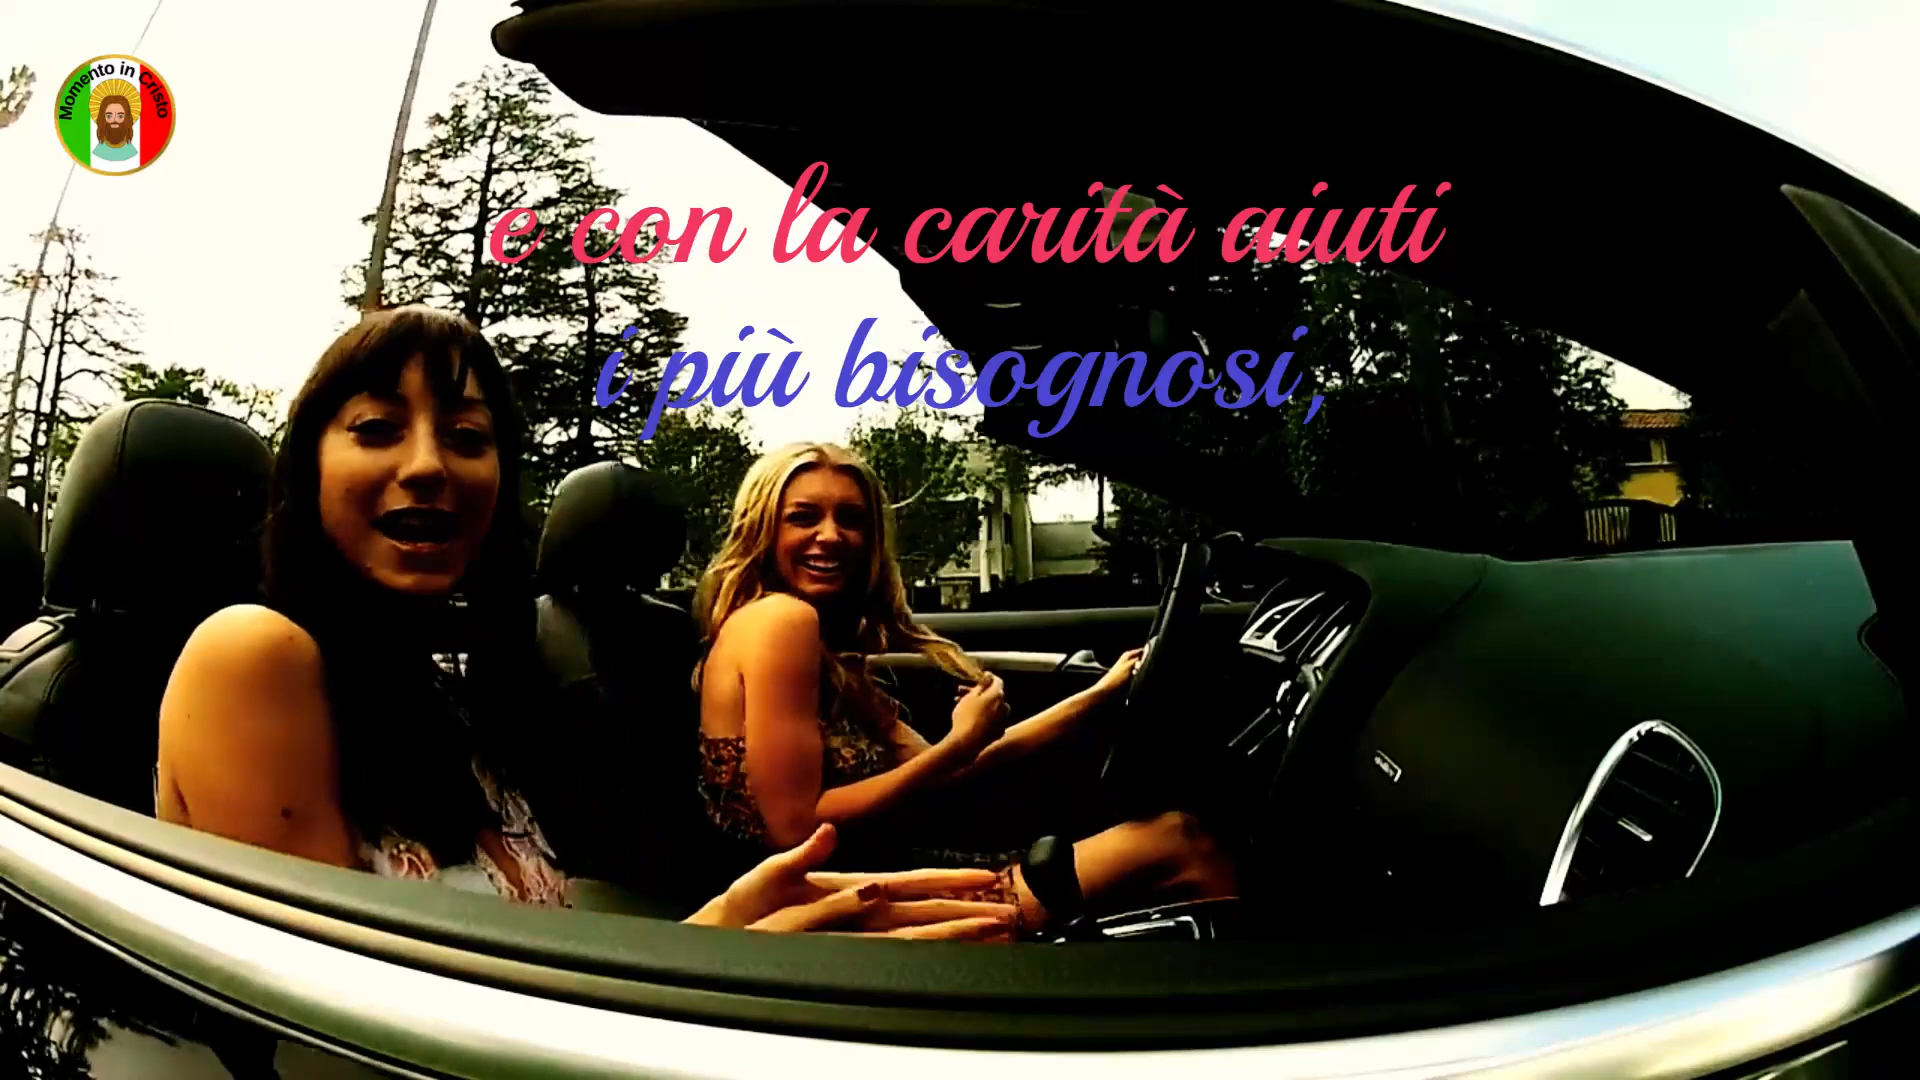 Momento in Cristo
e con la carità aiuti
i più bisognosi,